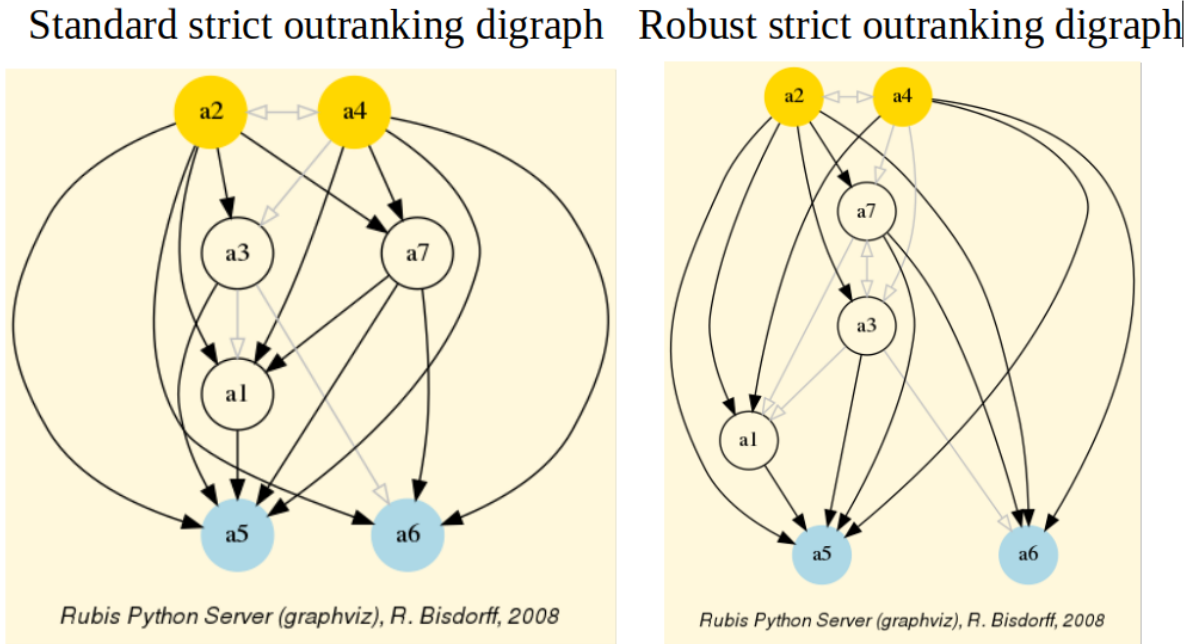 Standard strict outranking digraph
Robust strict outranking digraph
a2
a4
a3
a7
a1
a5
a6
Rubis Python Server (graphviz), R. Bisdorff, 2008
a2
a4
a7
a3
a1
a5
a6
Rubis Python Server (graphviz), R. Bisdorff, 2008